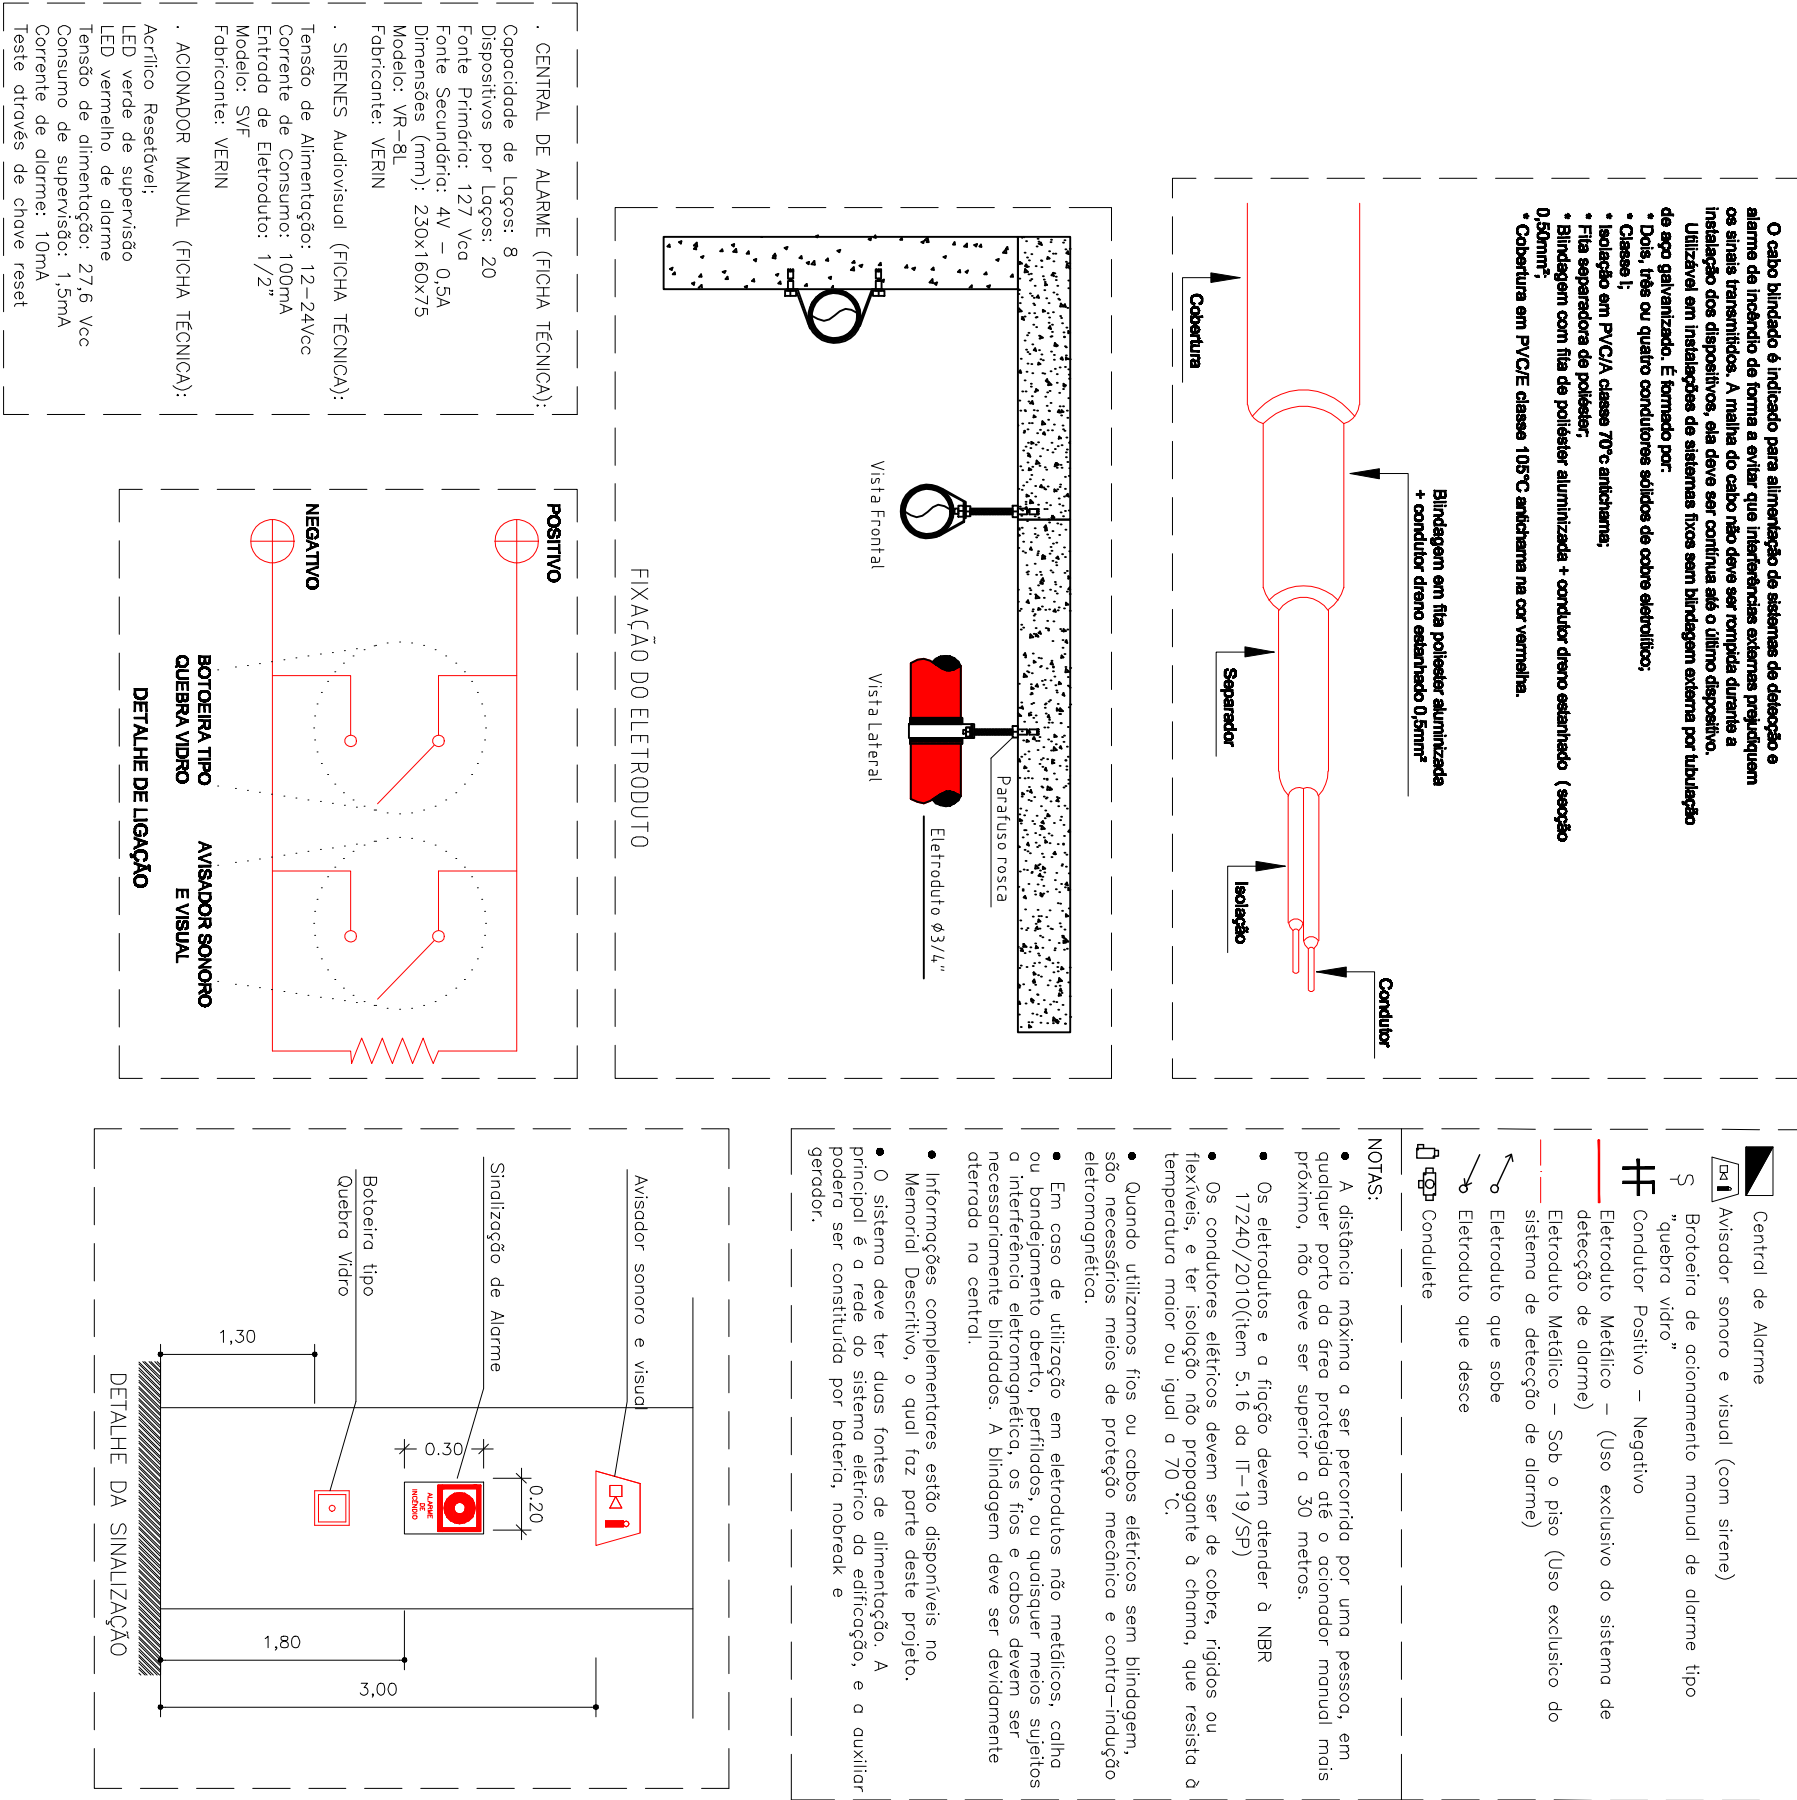 O cabo blindado é indicado para alimentação de sistemas de detecção e
alarme de incêndio de forma a evitar que interferências externas prejudiquem
os sinais transmitidos. A malha do cabo não deve ser rompida durante a
instalação dos dispositivos, ela deve ser contínua até o último dispositivo.
Utilizável em instalações de sistemas fixos sem blindagem externa por tubulação
de aço galvanizado. É formado por:
* Dois, três ou quatro condutores sólidos de cobre eletrolítico;
* Classe I;
* Isolação em PVC/A classe 70°c antichama;
* Fita separadora de poliéster;
* Blindagem com fita de poliéster aluminizada + condutor dreno estanhado ( secção
0,50mm²;
* Cobertura em PVC/E classe 105°C antichama na cor vermelha.
Blindagem em fita poliester aluminizada
+ condutor dreno estanhado 0,5mm²
Cobertura
Separador
Isolação
Condutor
Parafuso rosca
Eletroduto Ø3/4"
Vista Frontal
Vista Lateral
FIXAÇÃO DO ELETRODUTO
. CENTRAL DE ALARME (FICHA TÉCNICA):
Capacidade de Laços: 8
Dispositivos por Laços: 20
Fonte Primária: 127 Vca
Fonte Secundária: 4V - 0,5A
Dimensões (mm): 230x160x75
Modelo: VR-8L
Fabricante: VERIN
. SIRENES Audiovisual (FICHA TÉCNICA):
Tensão de Alimentação: 12-24Vcc
Corrente de Consumo: 100mA
Entrada de Eletroduto: 1/2"
Modelo: SVF
Fabricante: VERIN
. ACIONADOR MANUAL (FICHA TÉCNICA):
Acrílico Resetável;
LED verde de supervisão
LED vermelho de alarme
Tensão de alimentação: 27,6 Vcc
Consumo de supervisão: 1,5mA
Corrente de alarme: 10mA
Teste através de chave reset
POSITIVO
NEGATIVO
BOTOEIRA TIPO
QUEBRA VIDRO
AVISADOR SONORO
E VISUAL
DETALHE DE LIGAÇÃO
Central de Alarme
Avisador sonoro e visual (com sirene)
Brotoeira de acionamento manual de alarme tipo
"quebra vidro"
Condutor Positivo - Negativo
Eletroduto Metálico - (Uso exclusivo do sistema de
deteção de alarme)
Eletroduto Metálico - Sob o piso (Uso exclusico do
sistema de detecção de alarme)
Eletroduto que sobe
Eletroduto que desce
Condulete
NOTAS:
• A distância máxima a ser percorrida por uma pessoa, em
qualquer porto da área protegida até o acionador manual mais
próximo, não deve ser superior a 30 metros.
• Os eletrodutos e a fiação devem atender à NBR
17240/2010(item 5.16 da IT-19/SP)
• Os condutores elétricos devem ser de cobre, rigidos ou
flexíveis, e ter isolação não propagante à chama, que resista à
temperatura maior ou igual a 70 °C.
• Quando utilizamos fios ou cabos elétricos sem blindagem,
são necessários meios de proteção mecânica e contra-indução
eletromagnética.
• Em caso de utilização em eletrodutos não metálicos, calha
ou bandejamento aberto, perfilados, ou quaisquer meios sujeitos
a interferência eletromagnética, os fios e cabos devem ser
necessariamente blindados. A blindagem deve ser devidamente
aterrada na central.
• Informações complementares estão disponíveis no
Memorial Descritivo, o qual faz parte deste projeto.
• O sistema deve ter duas fontes de alimentação. A
principal é a rede do sistema elétrico da edificação, e a auxiliar
podera ser constituída por bateria, nobreak e
gerador.
Avisador sonoro e visual
Sinalização de Alarme
Botoeira tipo
Quebra Vidro
0.20
0.30
ALARME
DE
INCÊNDIO
1,30
1,80
3,00
DETALHE DA SINALIZAÇÃO